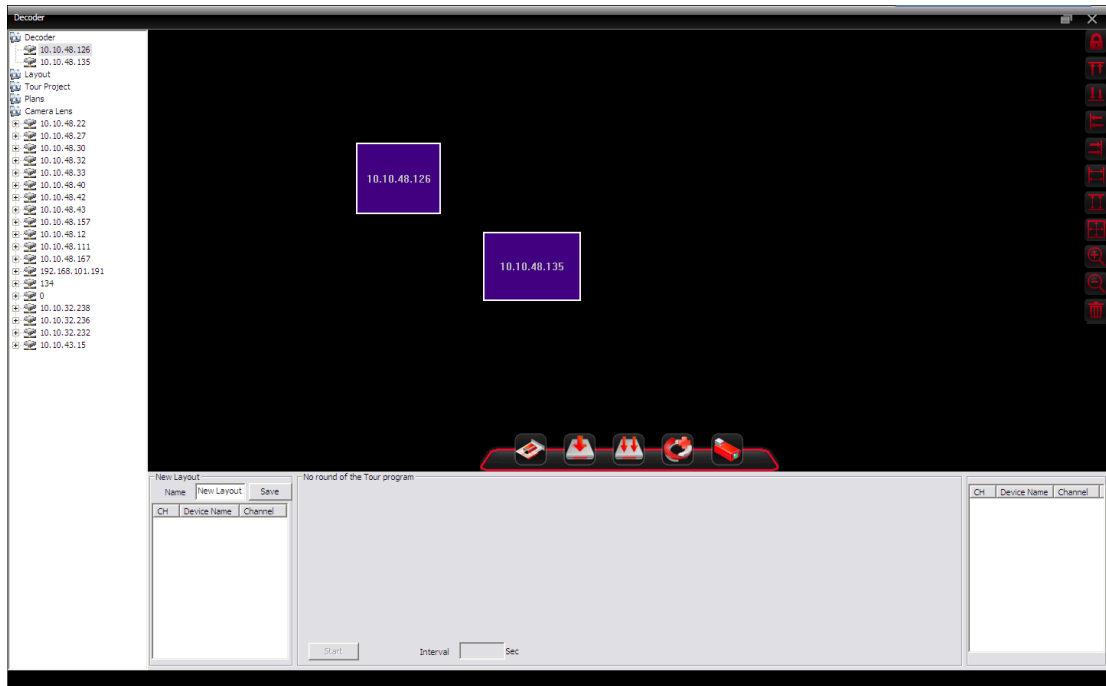 Decoder
Decoder
10.10.48.126
10.10.48.135
Layout
Tour Project
Plans
Camera Lens
10.10.48.22
10.10.48.27
10.10.48.30
10.10.48.32
10.10.48.33
10.10.48.40
10.10.48.42
10.10.48.43
10.10.48.157
10.10.48.12
10.10.48.111
10.10.48.167
192.168.101.191
134
0
10.10.32.238
10.10.32.236
10.10.32.232
10.10.43.15
10.10.48.126
10.10.48.135
New Layout
Name New Layout Save
CH Device Name Channel
No round of the Tour program
Start Interval Sec
CH Device Name Channel